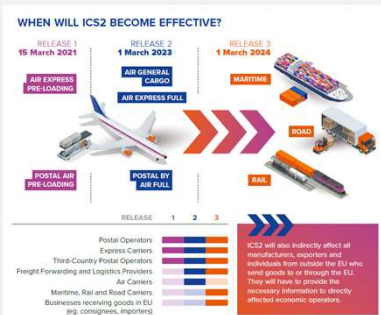 WHEN WILL ICS2 BECOME EFFECTIVE?
RELEASE 1
15 March 2021
RELEASE 2
1 March 2023
RELEASE 3
1 March 2024
AIR EXPRESS
PRE-LOADING
AIR GENERAL
CARGO
AIR EXPRESS FULL
MARITIME
ROAD
POSTAL AIR
PRE-LOADING
POSTAL BY
AIR FULL
RAIL
RELEASE 1 2 3
Postal Operators
Express Carriers
Third-Country Postal Operators
Freight Forwarding and Logistics Providers
Air Carriers
Maritime, Rail and Road Carriers
Businesses receiving goods in EU
(eg. consignees, importers)
ICS2 will also indirectly affect all
manufacturers, exporters and
individuals from outside the EU who
send goods to or through the EU.
They will have to provide the
necessary information to directly
affected economic operators.